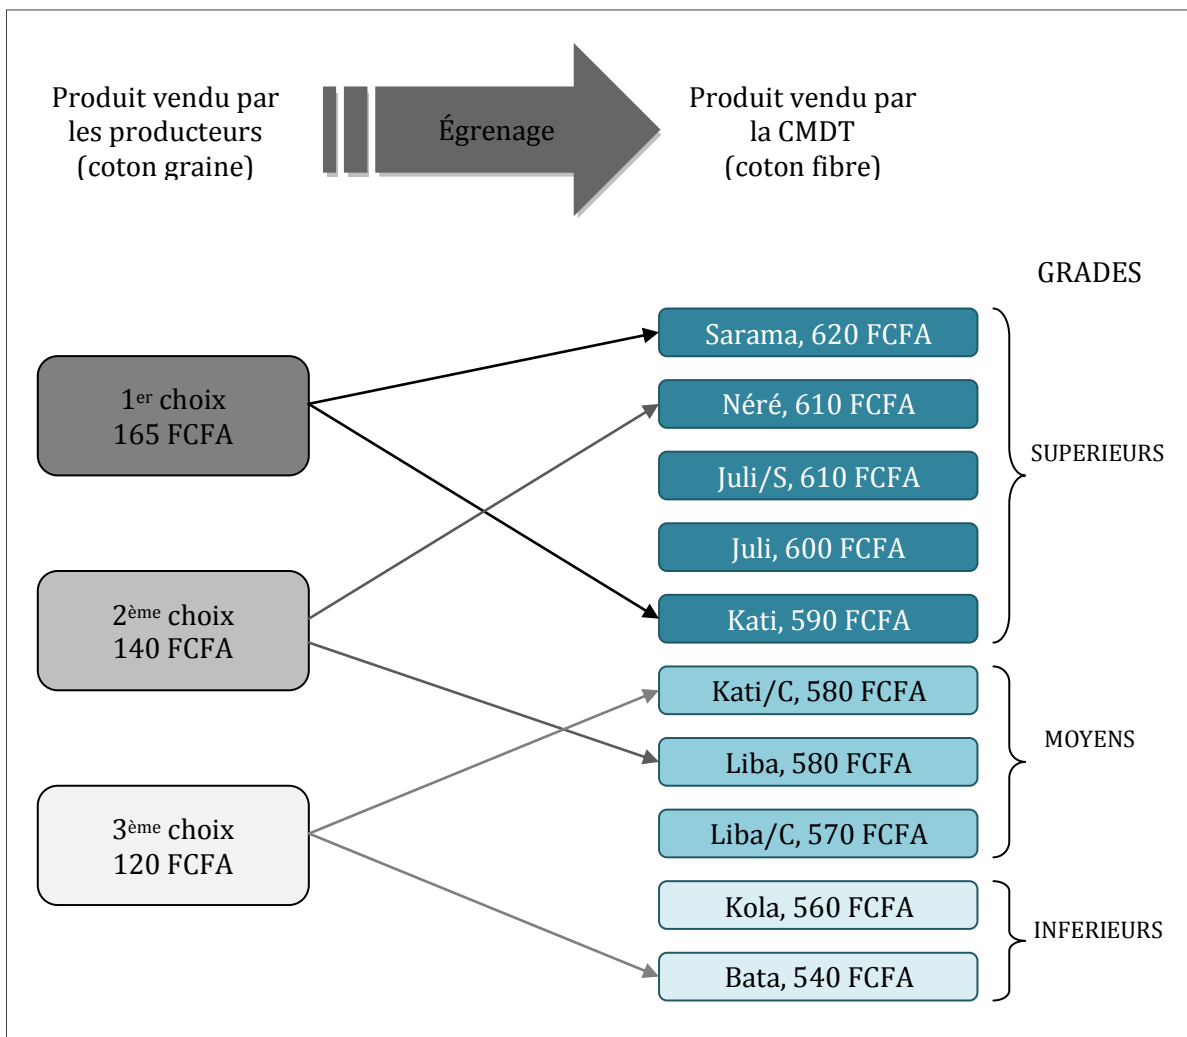 Produit vendu par
les producteurs
(coton graine)
Égrenage
Produit vendu par
la CMDT
(coton fibre)
GRADES
1er choix
165 FCFA
2ème choix
140 FCFA
3ème choix
120 FCFA
Sarama, 620 FCFA
Néré, 610 FCFA
Juli/S, 610 FCFA
Juli, 600 FCFA
Kati, 590 FCFA
Kati/C, 580 FCFA
Liba, 580 FCFA
Liba/C, 570 FCFA
Kola, 560 FCFA
Bata, 540 FCFA
SUPERIEURS
MOYENS
INFERIEURS